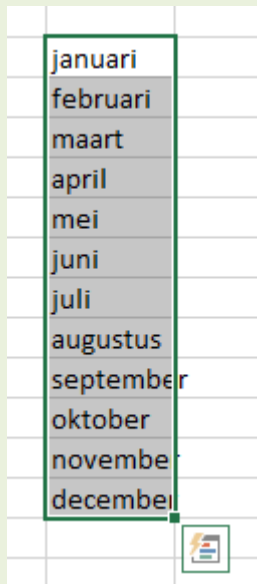 januari
februari
maart
april
mei
juni
juli
augustus
september
oktober
november
december